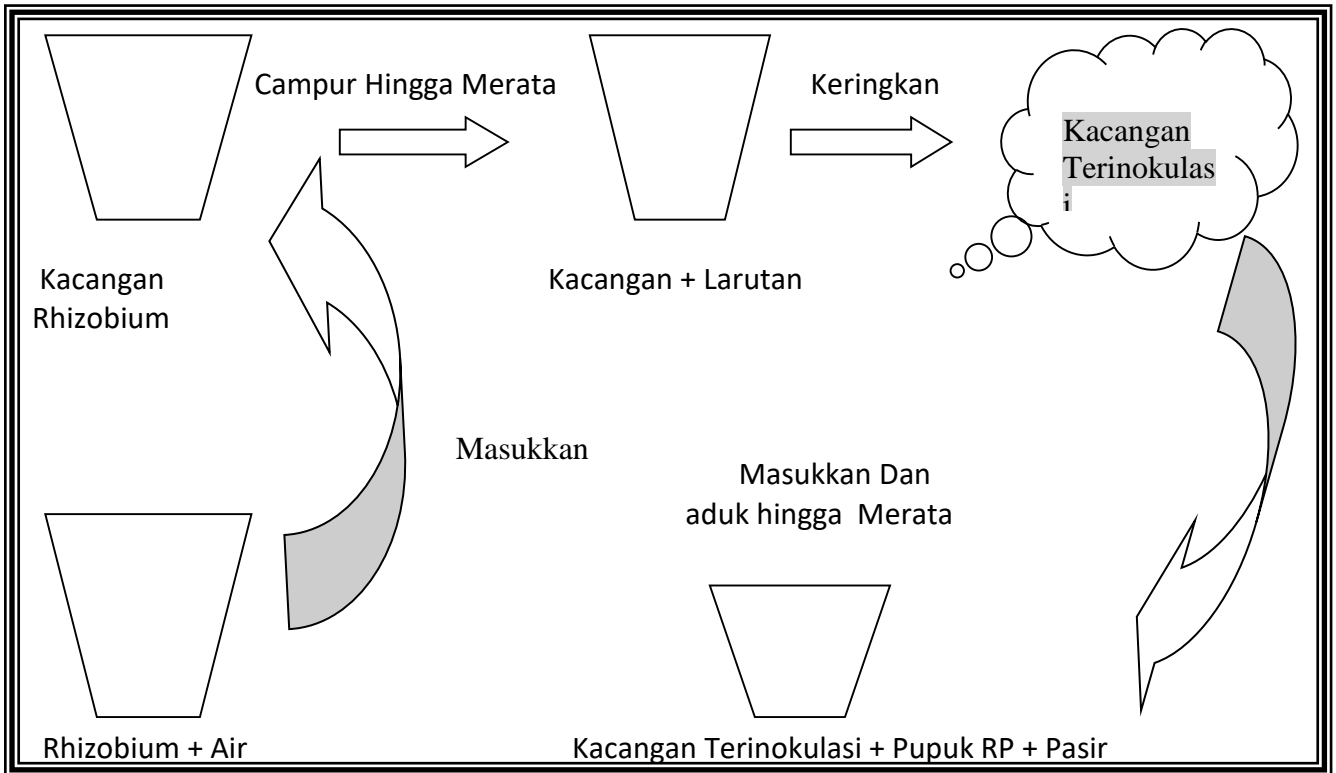 Campur Hingga Merata
Keringkan
Kacangan
Terinokulas
i
Kacangan
Rhizobium
Kacangan + Larutan
Masukkan
Masukkan Dan
aduk hingga Merata
Rhizobium + Air
Kacangan Terinokulasi + Pupuk RP + Pasir